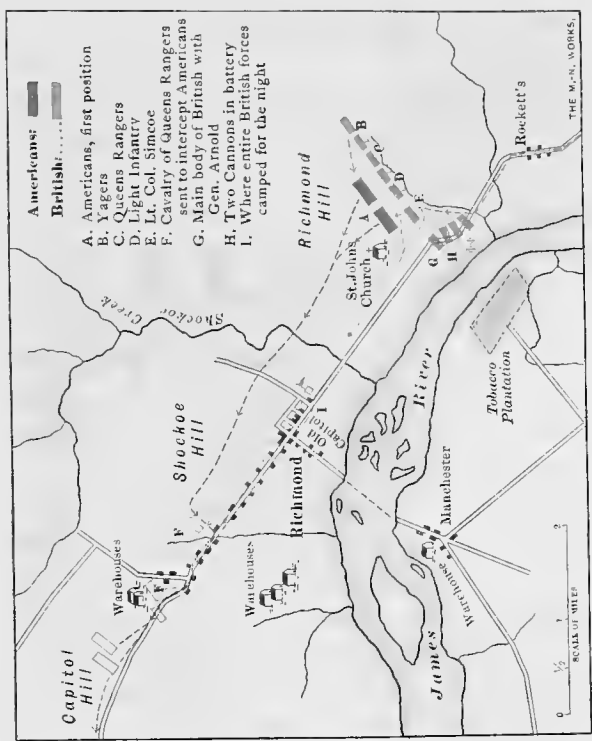 Americans:
British:.....
A. Americans, first position
B. Yagers
C. Queens Rangers
D. Light Infantry
E. Lt. Col. Simcoe
F. Cavalry of Queens Rangers
sent to intercept Americans
G. Main body of British with
Gen. Arnold
H. Two Cannons in battery
I. Where entire British forces
camped for the night
Richmond
Hill
B
C
D
E
A
St. Johns
Church
G
H
Rockett's
THE M.-N. WORKS,
Shockor
Creek
Shockoe
Hill
F
I
Old
Capitol
Richmond
River
Tobacco
Plantation
Manchester
Warehouse
Warehouses
Warehouses
Capitol
Hill
James
0 ½ 1 2
SCALE OF MILES